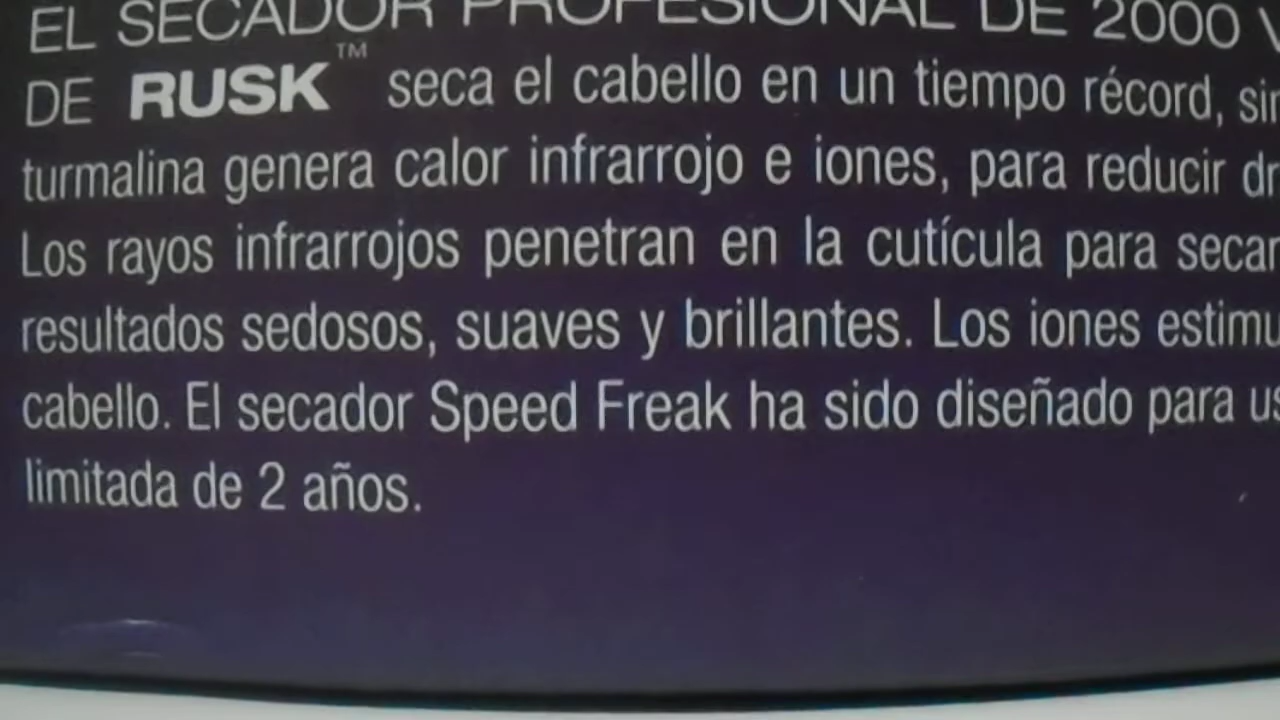 EL SECADOR PROFESIONAL DE 2000
DE RUSK™ seca el cabello en un tiempo récord,
turmalina genera calor infrarrojo e iones, para reducir
Los rayos infrarrojos penetran en la cutícula para secar
resultados sedosos, suaves y brillantes. Los iones
cabello. El secador Speed Freak ha sido diseñado para
limitada de 2 años.